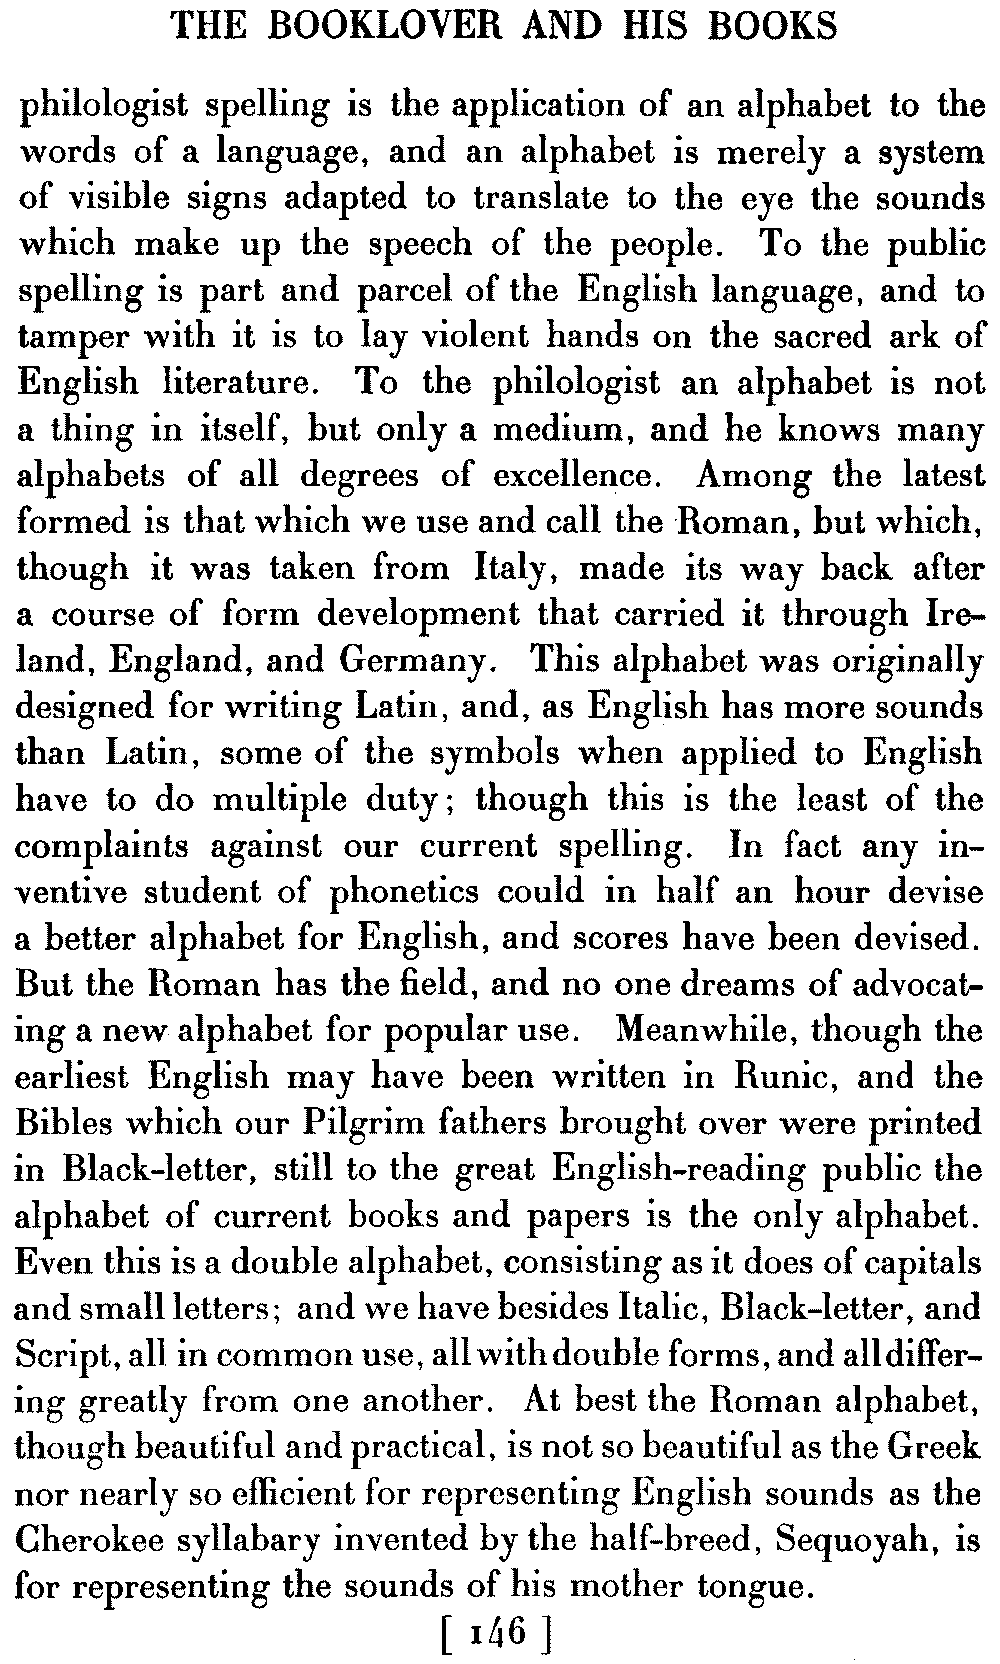 THE BOOKLOVER AND HIS BOOKS
philologist spelling is the application of an alphabet to the
words of a language, and an alphabet is merely a system
of visible signs adapted to translate to the eye the sounds
which make up the speech of the people. To the public
spelling is part and parcel of the English language, and to
tamper with it is to lay violent hands on the sacred ark of
English literature. To the philologist an alphabet is not
a thing in itself, but only a medium, and he knows many
alphabets of all degrees of excellence. Among the latest
formed is that which we use and call the Roman, but which,
though it was taken from Italy, made its way back after
a course of form development that carried it through Ire-
land, England, and Germany. This alphabet was originally
designed for writing Latin, and, as English has more sounds
than Latin, some of the symbols when applied to English
have to do multiple duty; though this is the least of the
complaints against our current spelling. In fact any in-
ventive student of phonetics could in half an hour devise
a better alphabet for English, and scores have been devised.
But the Roman has the field, and no one dreams of advocat-
ing a new alphabet for popular use. Meanwhile, though the
earliest English may have been written in Runic, and the
Bibles which our Pilgrim fathers brought over were printed
in Black-letter, still to the great English-reading public the
alphabet of current books and papers is the only alphabet.
Even this is a double alphabet, consisting as it does of capitals
and small letters; and we have besides Italic, Black-letter, and
Script, all in common use, all with double forms, and all differ-
ing greatly from one another. At best the Roman alphabet,
though beautiful and practical, is not so beautiful as the Greek
nor nearly so efficient for representing English sounds as the
Cherokee syllabary invented by the half-breed, Sequoyah, is
for representing the sounds of his mother tongue.
[ 146 ]